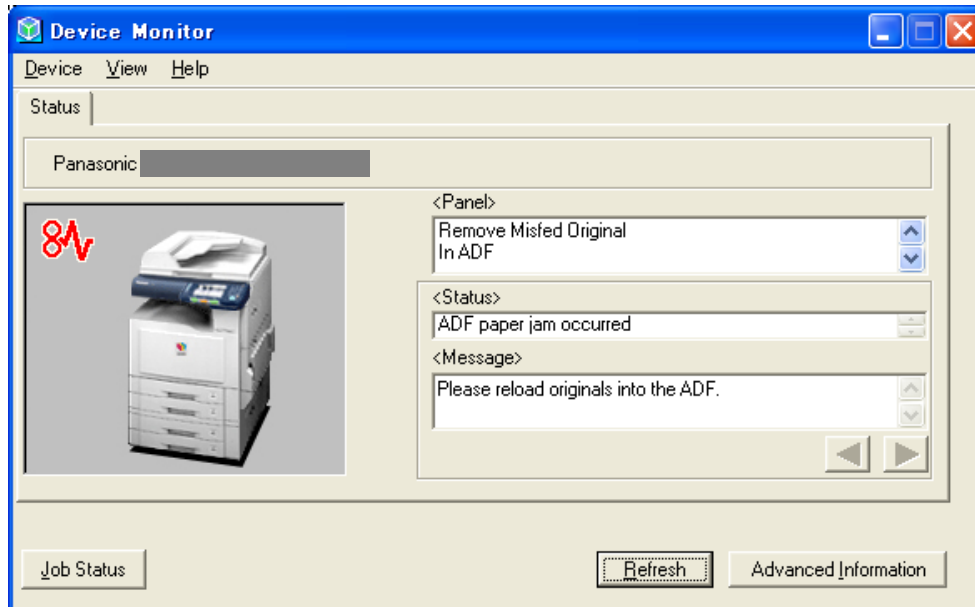 Device Monitor
Device View Help
Status
Panasonic
<Panel>
Remove Misfed Original
In ADF
<Status>
ADF paper jam occurred
<Message>
Please reload originals into the ADF.
Job Status
Refresh
Advanced Information